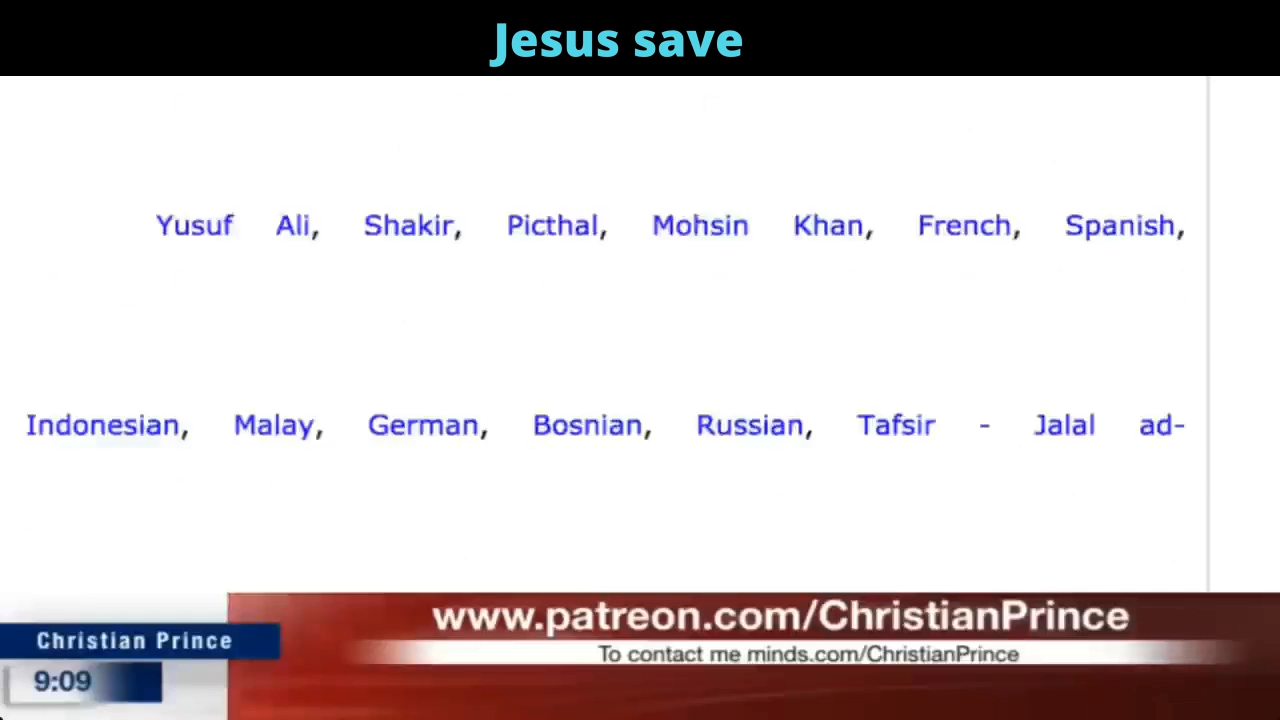 Jesus save
Yusuf Ali, Shakir, Picthal, Mohsin Khan, French, Spanish,
Indonesian, Malay, German, Bosnian, Russian, Tafsir - Jalal ad-
www.patreon.com/ChristianPrince
Christian Prince
To contact me minds.com/ChristianPrince
9:09